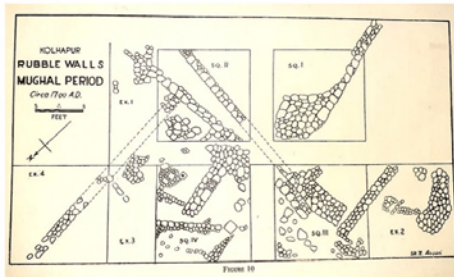 KOLHAPUR
RUBBLE WALLS
MUGHAL PERIOD
Circa 1700 A.D.
FEET
N
SQ. II
SQ. I
EX. 1
EX. 4
EX. 3
SQ. IV
SQ. III
EX. 2
FIGURE 10